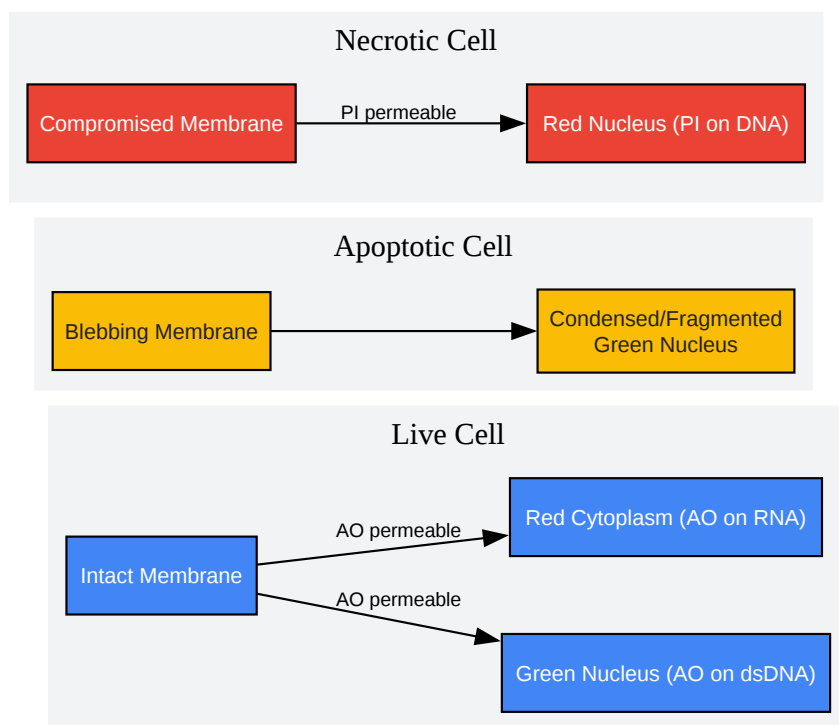 Necrotic Cell
Compromised Membrane
PI permeable
Red Nucleus (PI on DNA)
Apoptotic Cell
Blebbing Membrane
Condensed/Fragmented
Green Nucleus
Live Cell
Intact Membrane
AO permeable
Red Cytoplasm (AO on RNA)
AO permeable
Green Nucleus (AO on dsDNA)